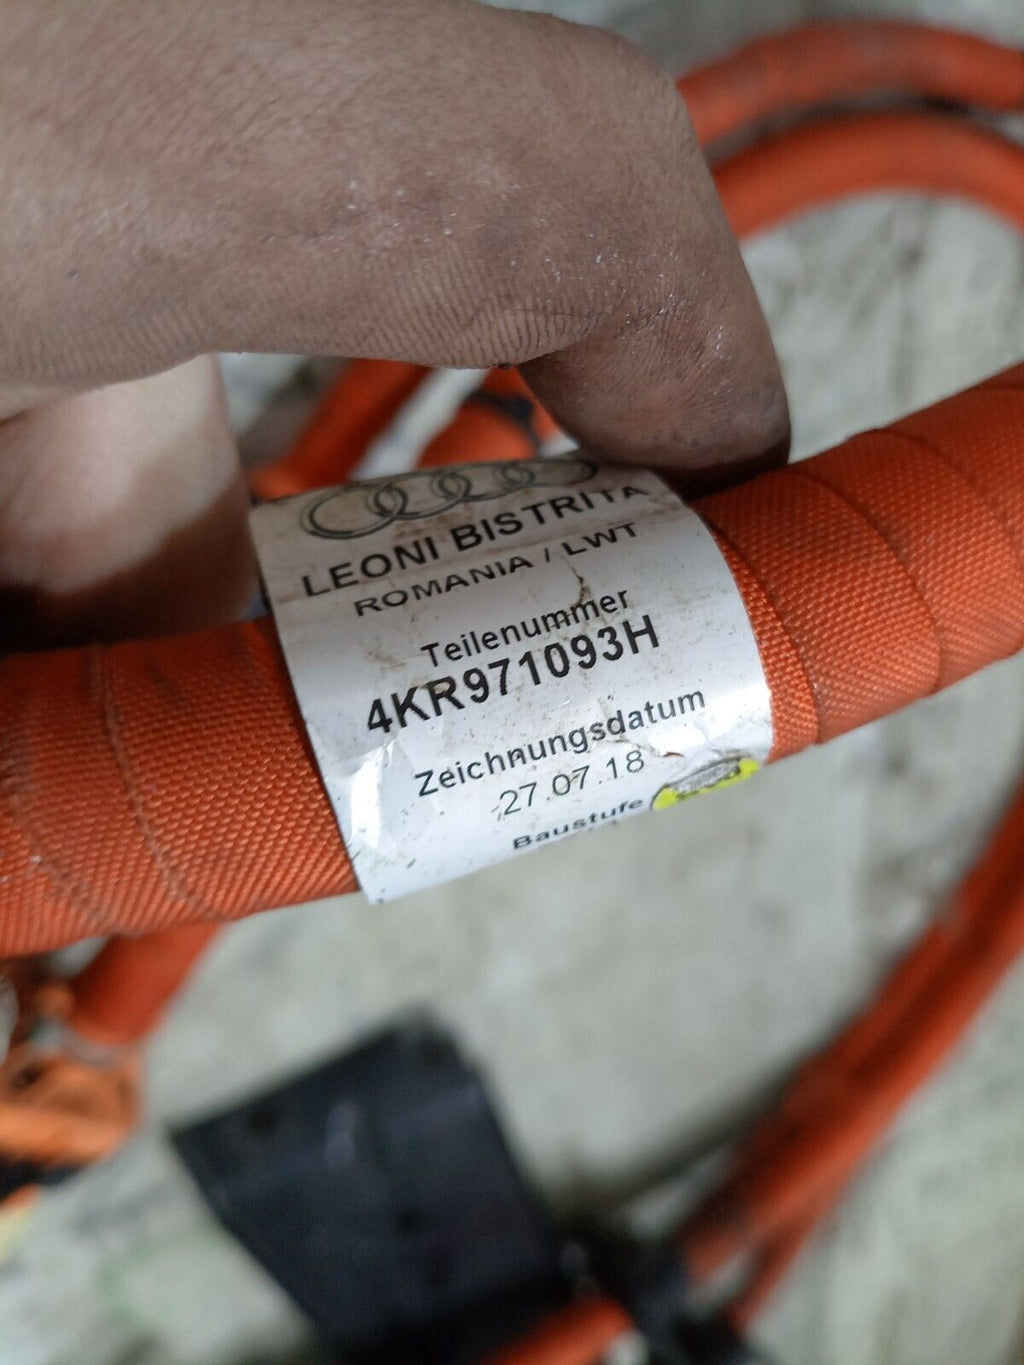 LEONI BISTRITA
ROMANIA / LWT
Teilenummer
4KR971093H
Zeichnungsdatum
27.07.18
Baustufe